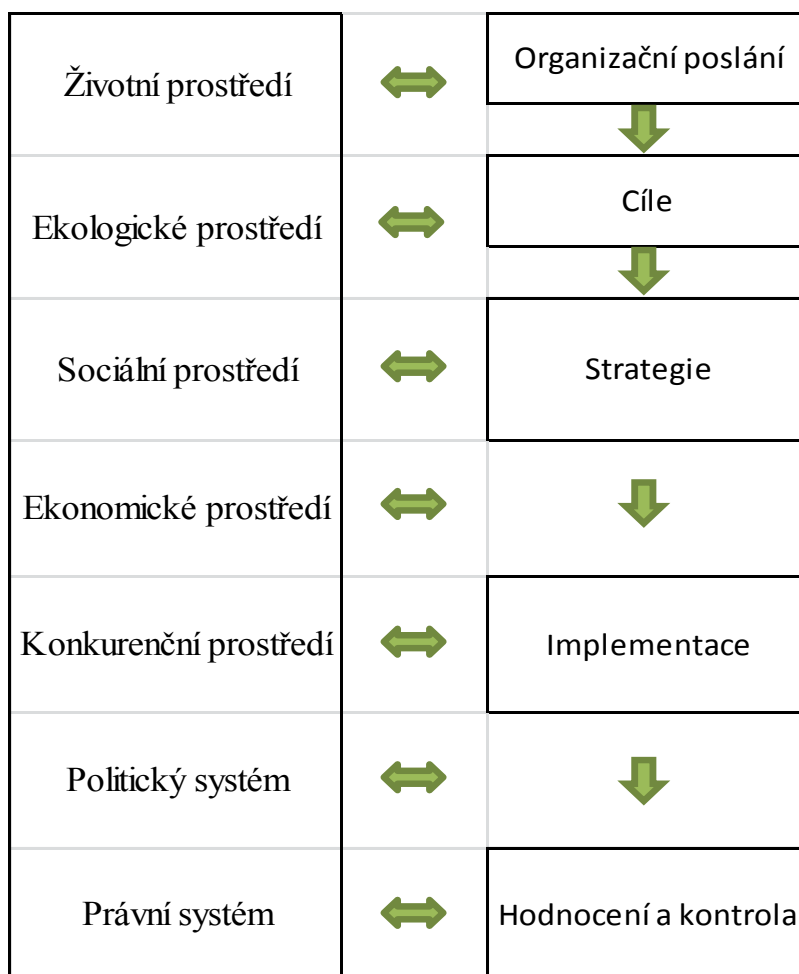 Životní prostředí
Organizační poslání
Ekologické prostředí
Cíle
Sociální prostředí
Strategie
Ekonomické prostředí
Konkurenční prostředí
Implementace
Politický systém
Právní systém
Hodnocení a kontrola